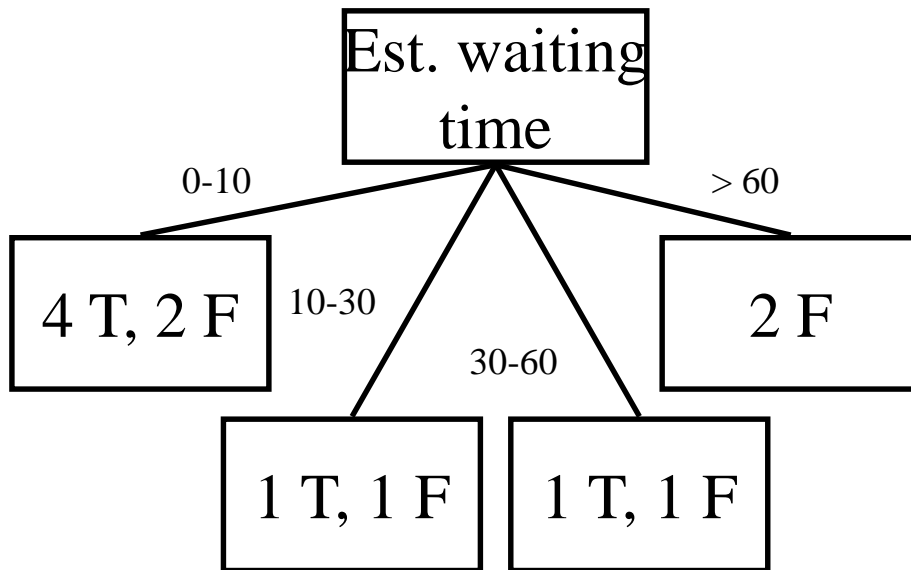 Est. waiting
time
0-10
> 60
4 T, 2 F
10-30
2 F
30-60
1 T, 1 F
1 T, 1 F